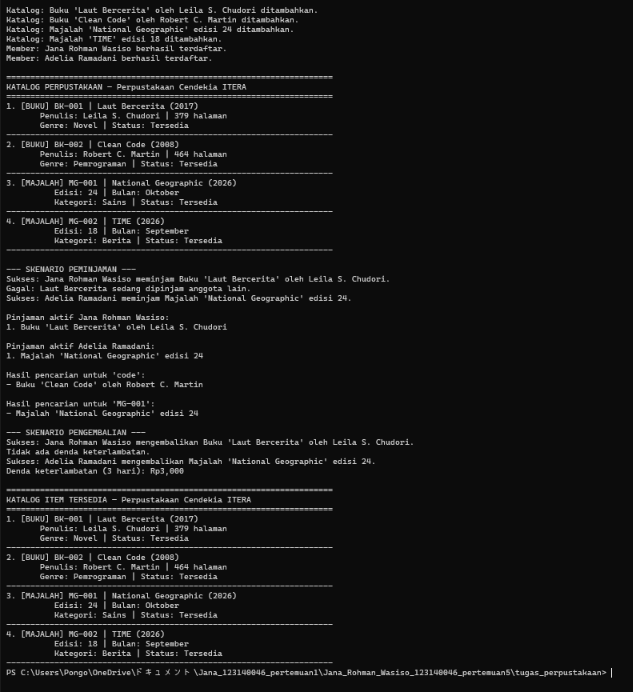 Katalog: Buku 'Laut Bercerita' oleh Leila S. Chudori ditambahkan.
Katalog: Buku 'Clean Code' oleh Robert C. Martin ditambahkan.
Katalog: Majalah 'National Geographic' edisi 24 ditambahkan.
Katalog: Majalah 'TIME' edisi 18 ditambahkan.
Member: Jana Rohman Wasiso berhasil terdaftar.
Member: Adelia Ramadani berhasil terdaftar.
====================================================================
KATALOG PERPUSTAKAAN - Perpustakaan Cendekia ITERA
====================================================================
1. [BUKU] BK-001 | Laut Bercerita (2017)
Penulis: Leila S. Chudori | 379 halaman
Genre: Novel | Status: Tersedia
--------------------------------------------------------------------
2. [BUKU] BK-002 | Clean Code (2008)
Penulis: Robert C. Martin | 464 halaman
Genre: Pemrograman | Status: Tersedia
--------------------------------------------------------------------
3. [MAJALAH] MG-001 | National Geographic (2026)
Edisi: 24 | Bulan: Oktober
Kategori: Sains | Status: Tersedia
--------------------------------------------------------------------
4. [MAJALAH] MG-002 | TIME (2026)
Edisi: 18 | Bulan: September
Kategori: Berita | Status: Tersedia
--------------------------------------------------------------------
--- SKENARIO PEMINJAMAN ---
Sukses: Jana Rohman Wasiso meminjam Buku 'Laut Bercerita' oleh Leila S. Chudori.
Gagal: Laut Bercerita sedang dipinjam anggota lain.
Sukses: Adelia Ramadani meminjam Majalah 'National Geographic' edisi 24.
Pinjaman aktif Jana Rohman Wasiso:
1. Buku 'Laut Bercerita' oleh Leila S. Chudori
Pinjaman aktif Adelia Ramadani:
1. Majalah 'National Geographic' edisi 24
Hasil pencarian untuk 'code':
- Buku 'Clean Code' oleh Robert C. Martin
Hasil pencarian untuk 'MG-001':
- Majalah 'National Geographic' edisi 24
--- SKENARIO PENGEMBALIAN ---
Sukses: Jana Rohman Wasiso mengembalikan Buku 'Laut Bercerita' oleh Leila S. Chudori.
Tidak ada denda keterlambatan.
Sukses: Adelia Ramadani mengembalikan Majalah 'National Geographic' edisi 24.
Denda keterlambatan (3 hari): Rp3,000
====================================================================
KATALOG ITEM TERSEDIA - Perpustakaan Cendekia ITERA
====================================================================
1. [BUKU] BK-001 | Laut Bercerita (2017)
Penulis: Leila S. Chudori | 379 halaman
Genre: Novel | Status: Tersedia
--------------------------------------------------------------------
2. [BUKU] BK-002 | Clean Code (2008)
Penulis: Robert C. Martin | 464 halaman
Genre: Pemrograman | Status: Tersedia
--------------------------------------------------------------------
3. [MAJALAH] MG-001 | National Geographic (2026)
Edisi: 24 | Bulan: Oktober
Kategori: Sains | Status: Tersedia
--------------------------------------------------------------------
4. [MAJALAH] MG-002 | TIME (2026)
Edisi: 18 | Bulan: September
Kategori: Berita | Status: Tersedia
--------------------------------------------------------------------
PS C:\Users\Pongo\OneDrive\ドキュメント\Jana_123140046_pertemuan1\Jana_Rohman_Wasiso_123140046_pertemuan5\tugas_perpustakaan>